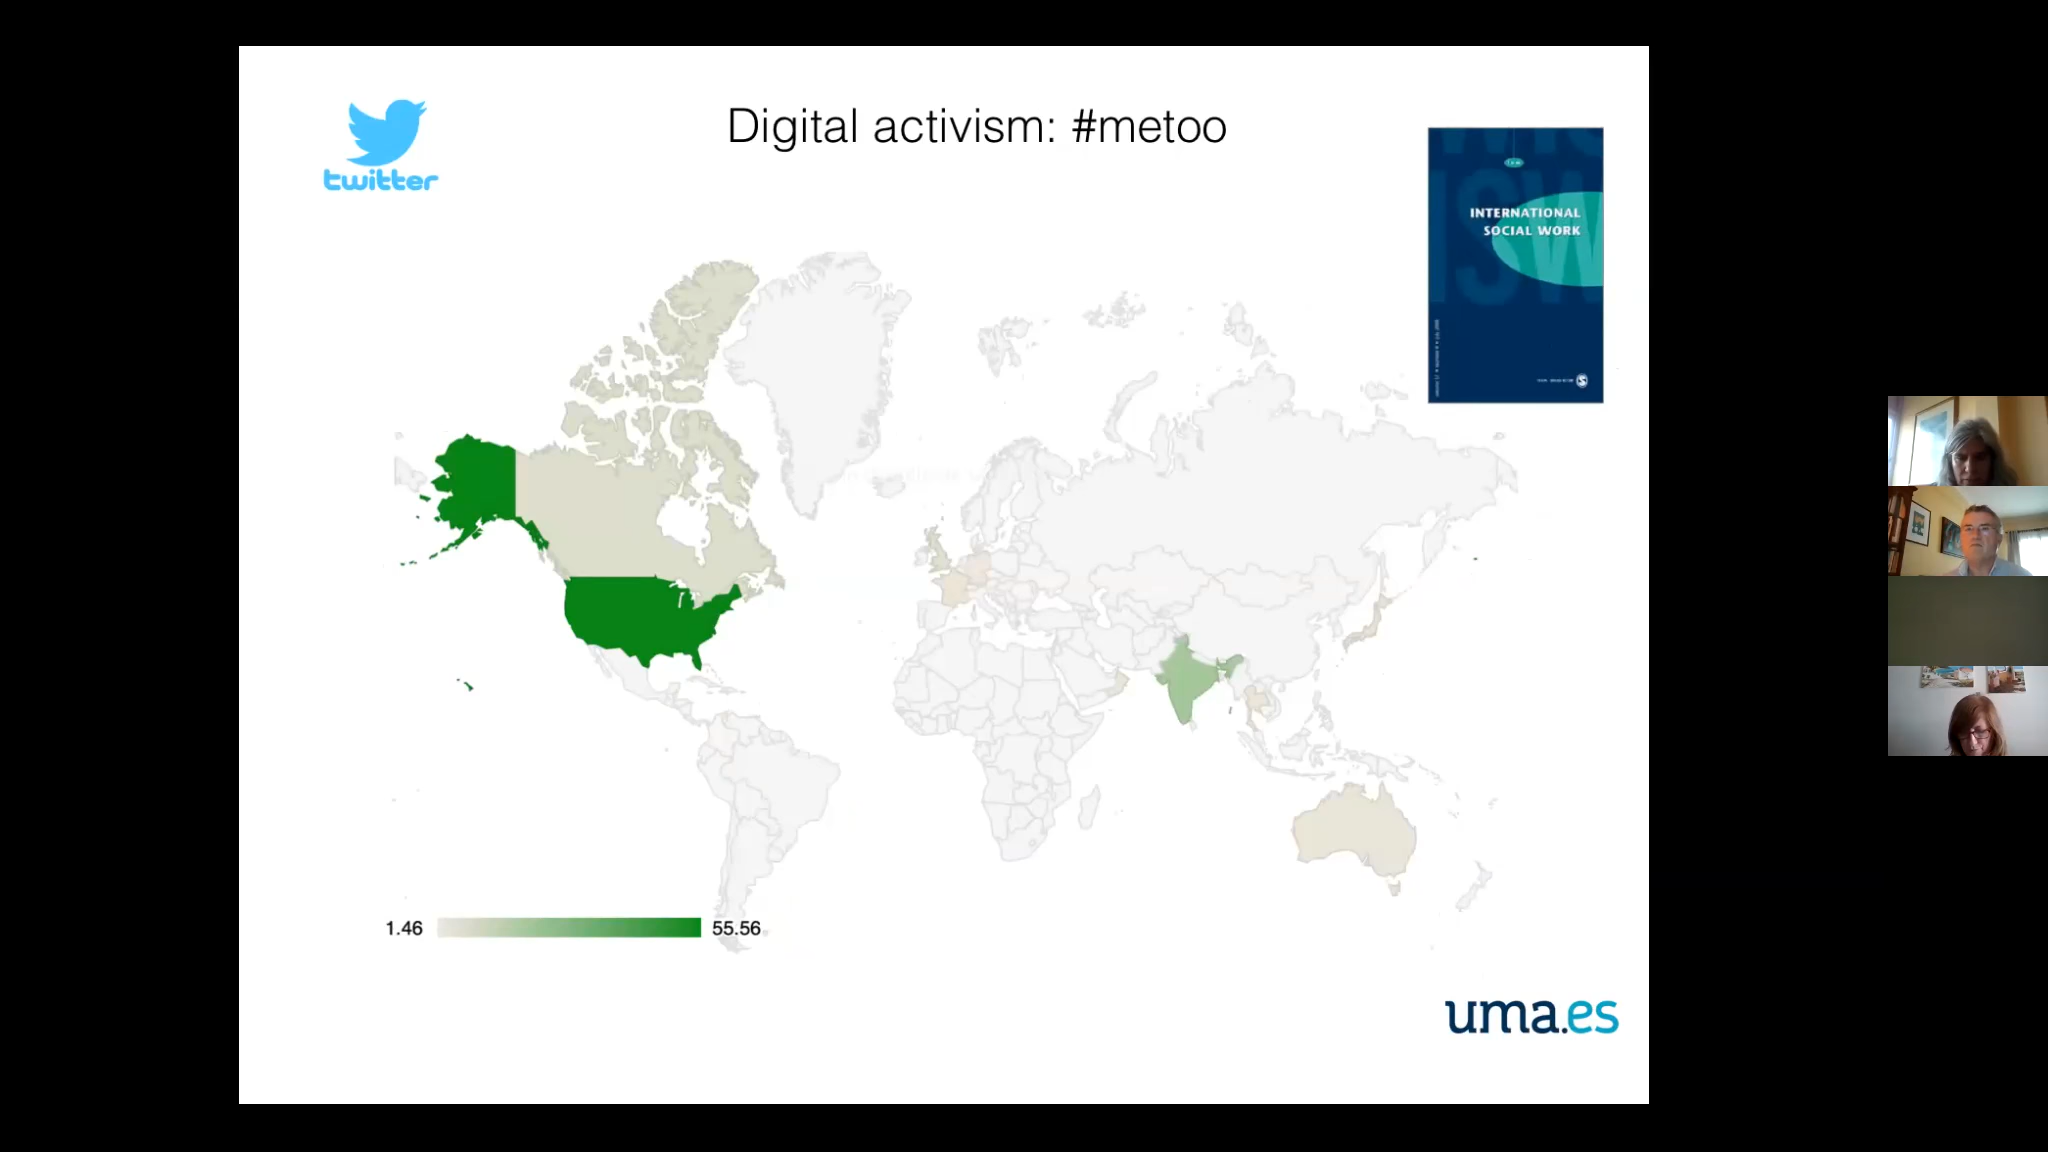 twitter
Digital activism: #metoo
INTERNATIONAL
SOCIAL WORK
1.46
55.56
uma.es